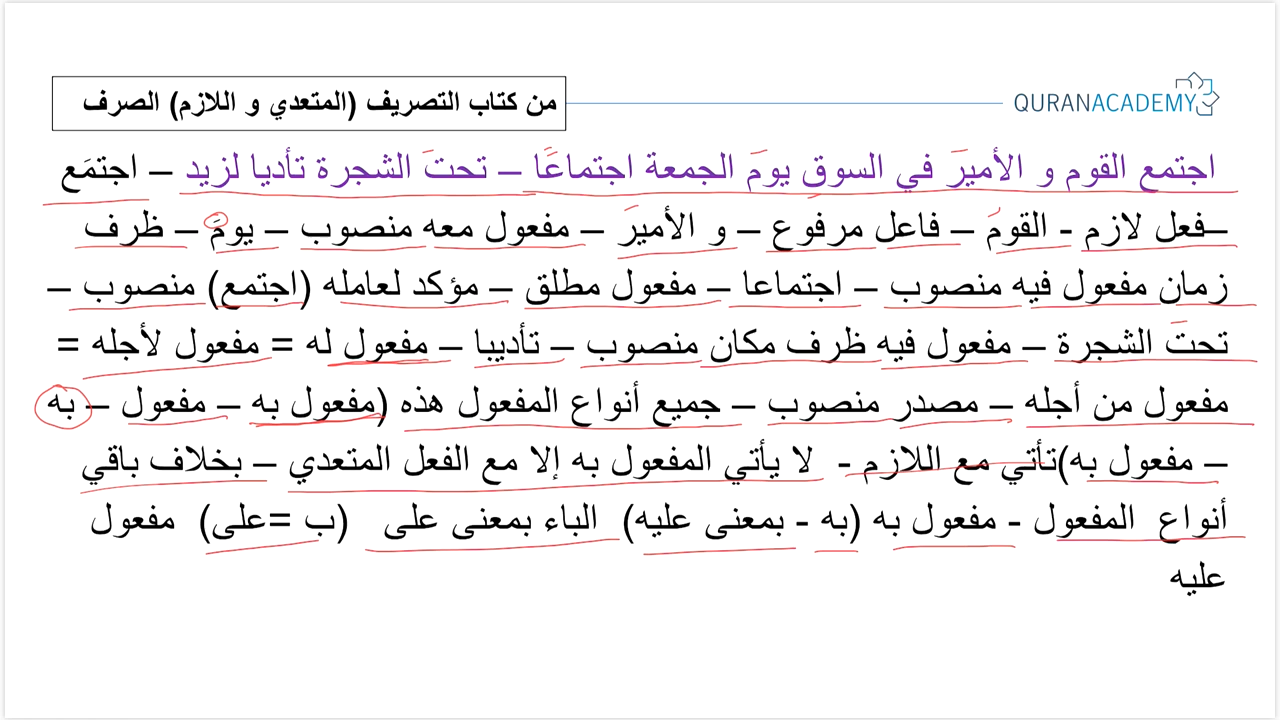 من كتاب التصريف (المتعدي و اللازم) الصرف
QURANACADEMY
اجتمع القوم و الأميرَ في السوق يومَ الجمعة اجتماعًا – تحتَ الشجرة تأديا لزيد – اجتمَع
–فعل لازم - القومَ – فاعل مرفوع – و الأميرَ – مفعول معه منصوب – يومَ – ظرف
زمان مفعول فيه منصوب – اجتماعا – مفعول مطلق – مؤكد لعامله (اجتمع) منصوب –
تحتَ الشجرة – مفعول فيه ظرف مكان منصوب – تأديبا – مفعول له = مفعول لأجله =
مفعول من أجله – مصدر منصوب – جميع أنواع المفعول هذه (مفعول به – مفعول – به
– مفعول به)تأتي مع اللازم - لا يأتي المفعول به إلا مع الفعل المتعدي – بخلاف باقي
أنواع المفعول - مفعول به (به - بمعنى عليه) الباء بمعنى على (ب =على) مفعول
عليه